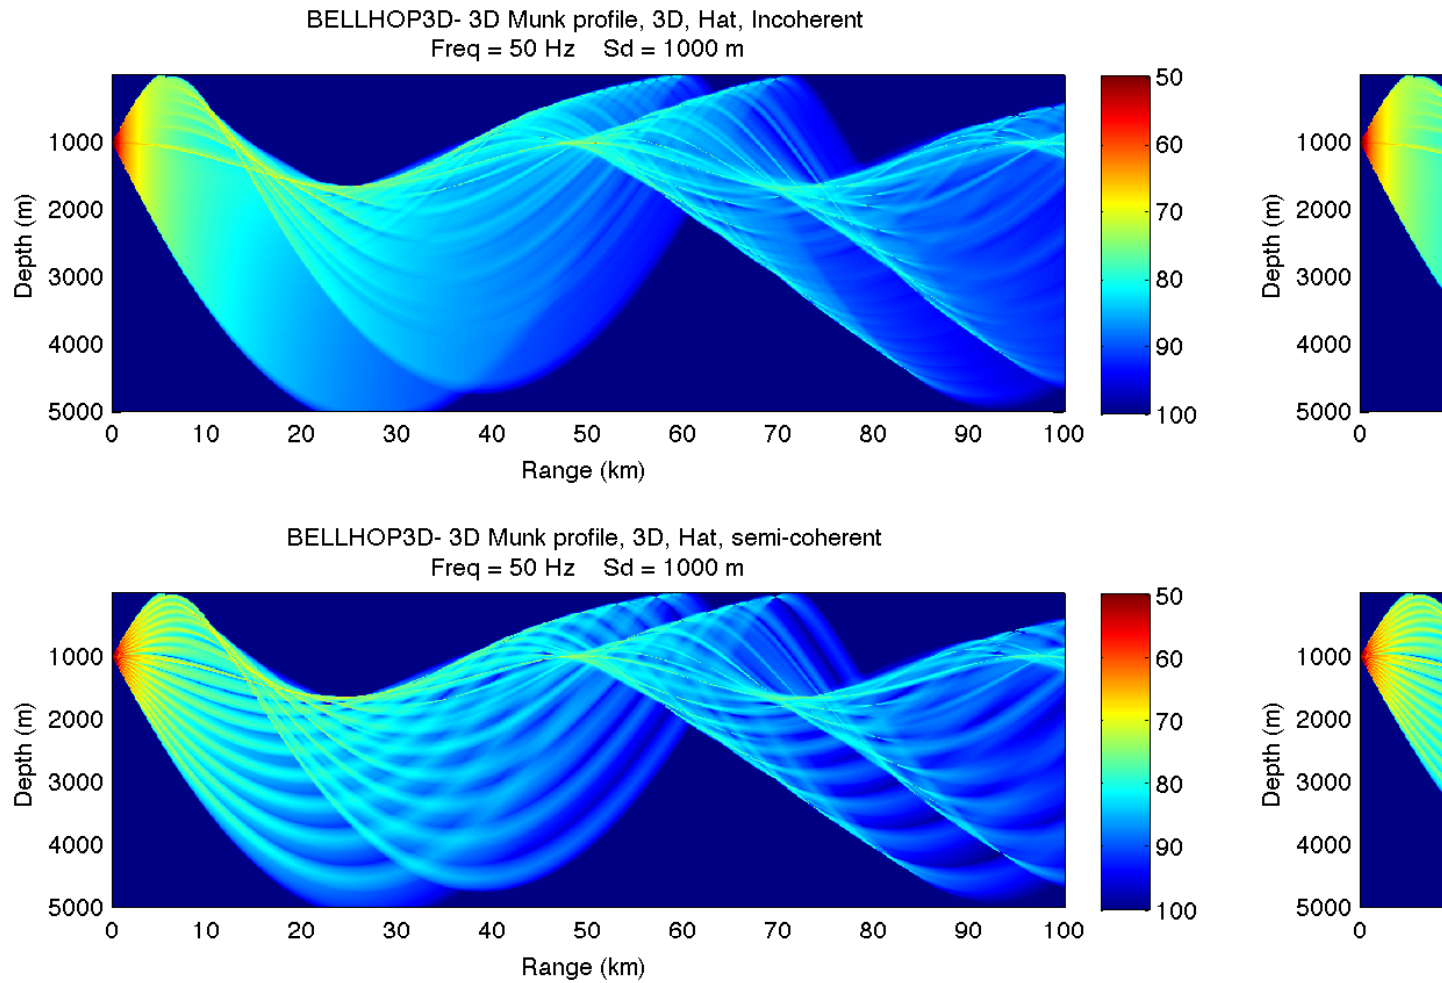 BELLHOP3D- 3D Munk profile, 3D, Hat, Incoherent
Freq = 50 Hz    Sd = 1000 m
Depth (m)
1000
2000
3000
4000
5000
0 10 20 30 40 50 60 70 80 90 100
Range (km)
50
60
70
80
90
100
Depth (m)
1000
2000
3000
4000
5000
0
BELLHOP3D- 3D Munk profile, 3D, Hat, semi-coherent
Freq = 50 Hz    Sd = 1000 m
Depth (m)
1000
2000
3000
4000
5000
0 10 20 30 40 50 60 70 80 90 100
Range (km)
50
60
70
80
90
100
Depth (m)
1000
2000
3000
4000
5000
0